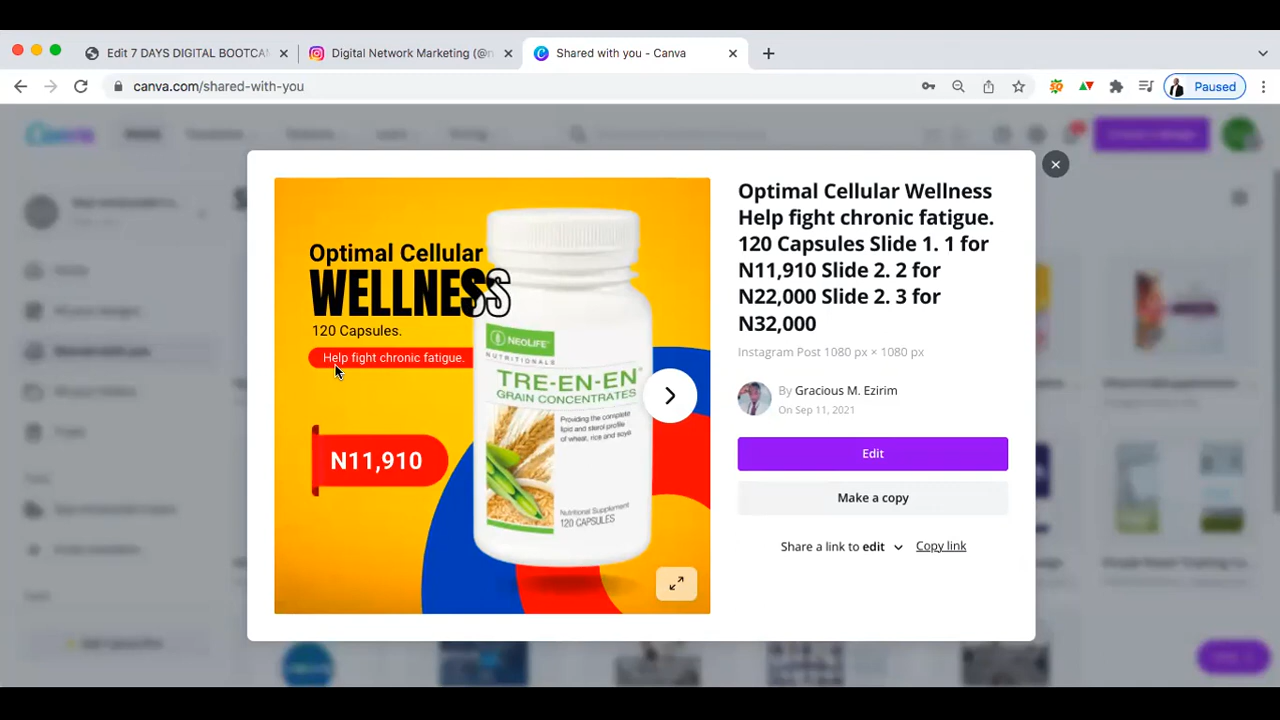 Edit 7 DAYS DIGITAL BOOTCA
Digital Network Marketing (@n
Shared with you - Canva
canva.com/shared-with-you
Paused
Optimal Cellular
WELLNESS
120 Capsules.
Help fight chronic fatigue.
N11,910
NEOLIFE
NUTRITIONALS
TRE-EN-EN
GRAIN CONCENTRATES
Providing the complete
lipid and sterol profile
of wheat, rice and soya
Nutritional Supplement
120 CAPSULES
Optimal Cellular Wellness
Help fight chronic fatigue.
120 Capsules Slide 1. 1 for
N11,910 Slide 2. 2 for
N22,000 Slide 2. 3 for
N32,000
Instagram Post 1080 px × 1080 px
By Gracious M. Ezirim
On Sep 11, 2021
Edit
Make a copy
Share a link to edit Copy link